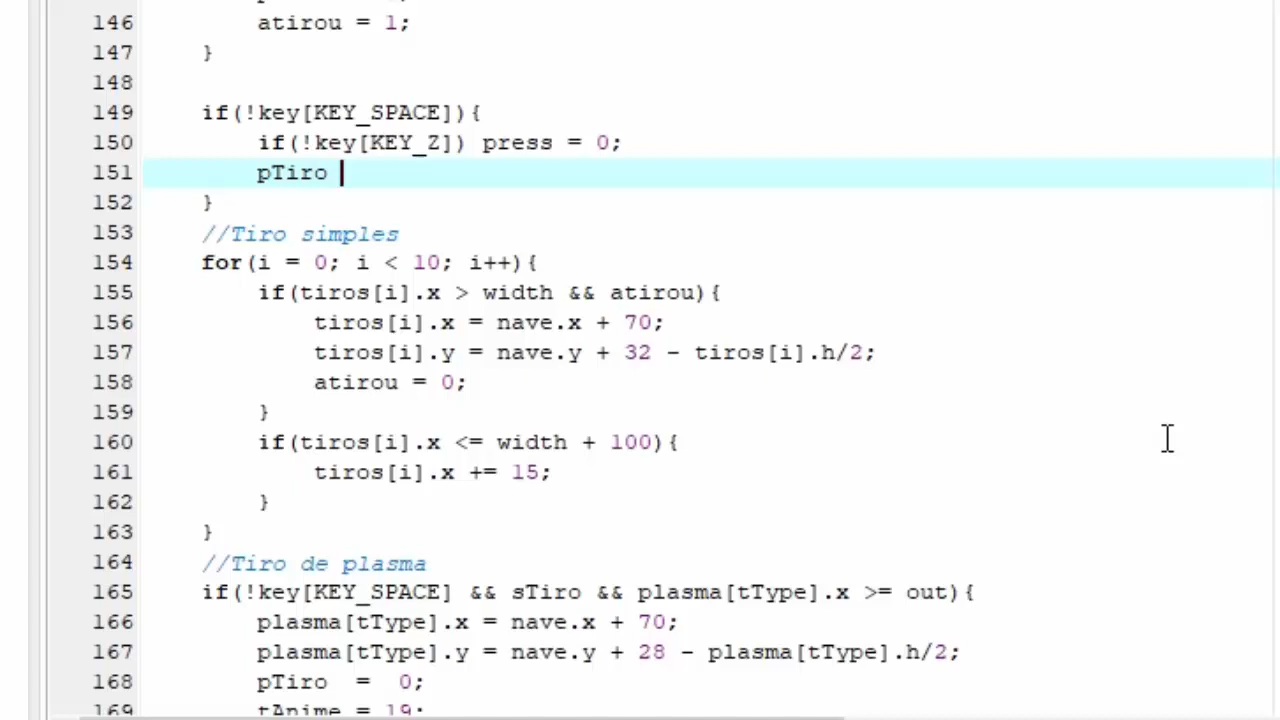 146 atirou = 1;
147 }
148
149 if(!key[KEY_SPACE]){
150 if(!key[KEY_Z]) press = 0;
151 pTiro
152 }
153 //Tiro simples
154 for(i = 0; i < 10; i++){
155 if(tiros[i].x > width && atirou){
156 tiros[i].x = nave.x + 70;
157 tiros[i].y = nave.y + 32 - tiros[i].h/2;
158 atirou = 0;
159 }
160 if(tiros[i].x <= width + 100){
161 tiros[i].x += 15;
162 }
163 }
164 //Tiro de plasma
165 if(!key[KEY_SPACE] && sTiro && plasma[tType].x >= out){
166 plasma[tType].x = nave.x + 70;
167 plasma[tType].y = nave.y + 28 - plasma[tType].h/2;
168 pTiro = 0;
169 tAnime = 19;